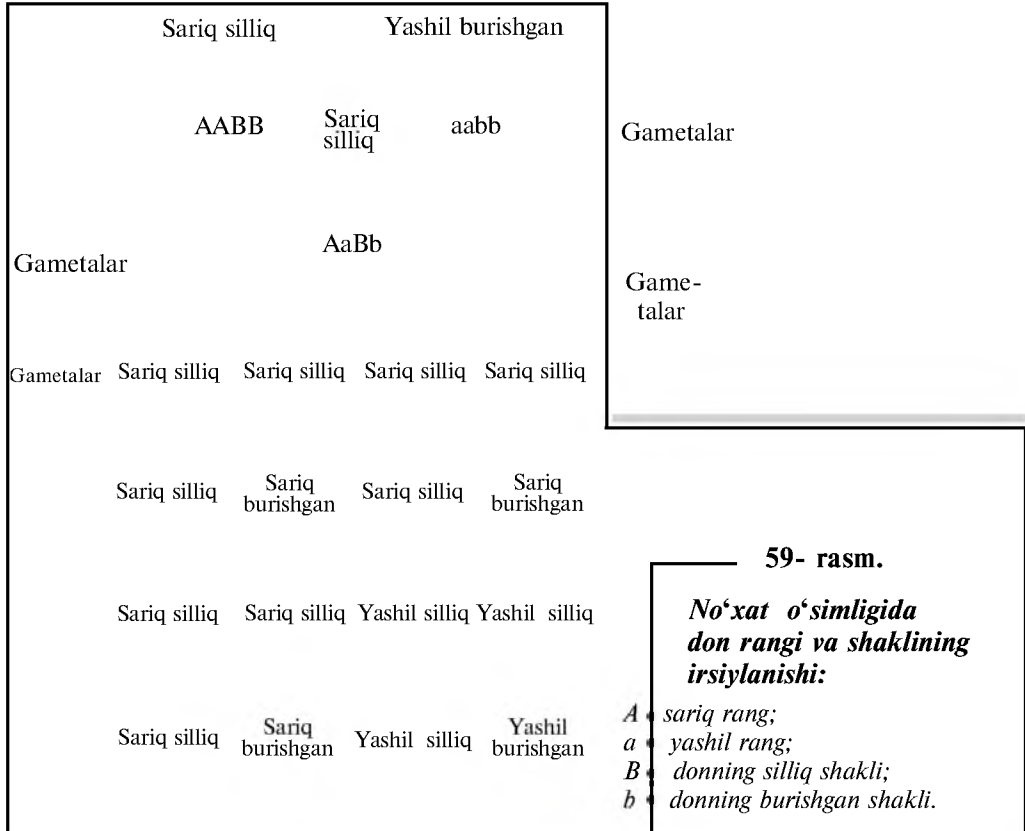 Sariq silliq Yashil burishgan
AABB Sariq aabb
silliq
Gametalar
AaBb
Gametalar
Game-
talar
Gametalar Sariq silliq Sariq silliq Sariq silliq Sariq silliq
Sariq silliq Sariq burishgan Sariq silliq Sariq burishgan
Sariq silliq Sariq silliq Yashil silliq Yashil silliq
Sariq silliq Sariq burishgan Yashil silliq Yashil burishgan
59- rasm.
No‘xat o‘simligida
don rangi va shaklining
irsiylanishi:
A sariq rang;
a yashil rang;
B donning silliq shakli;
b donning burishgan shakli.